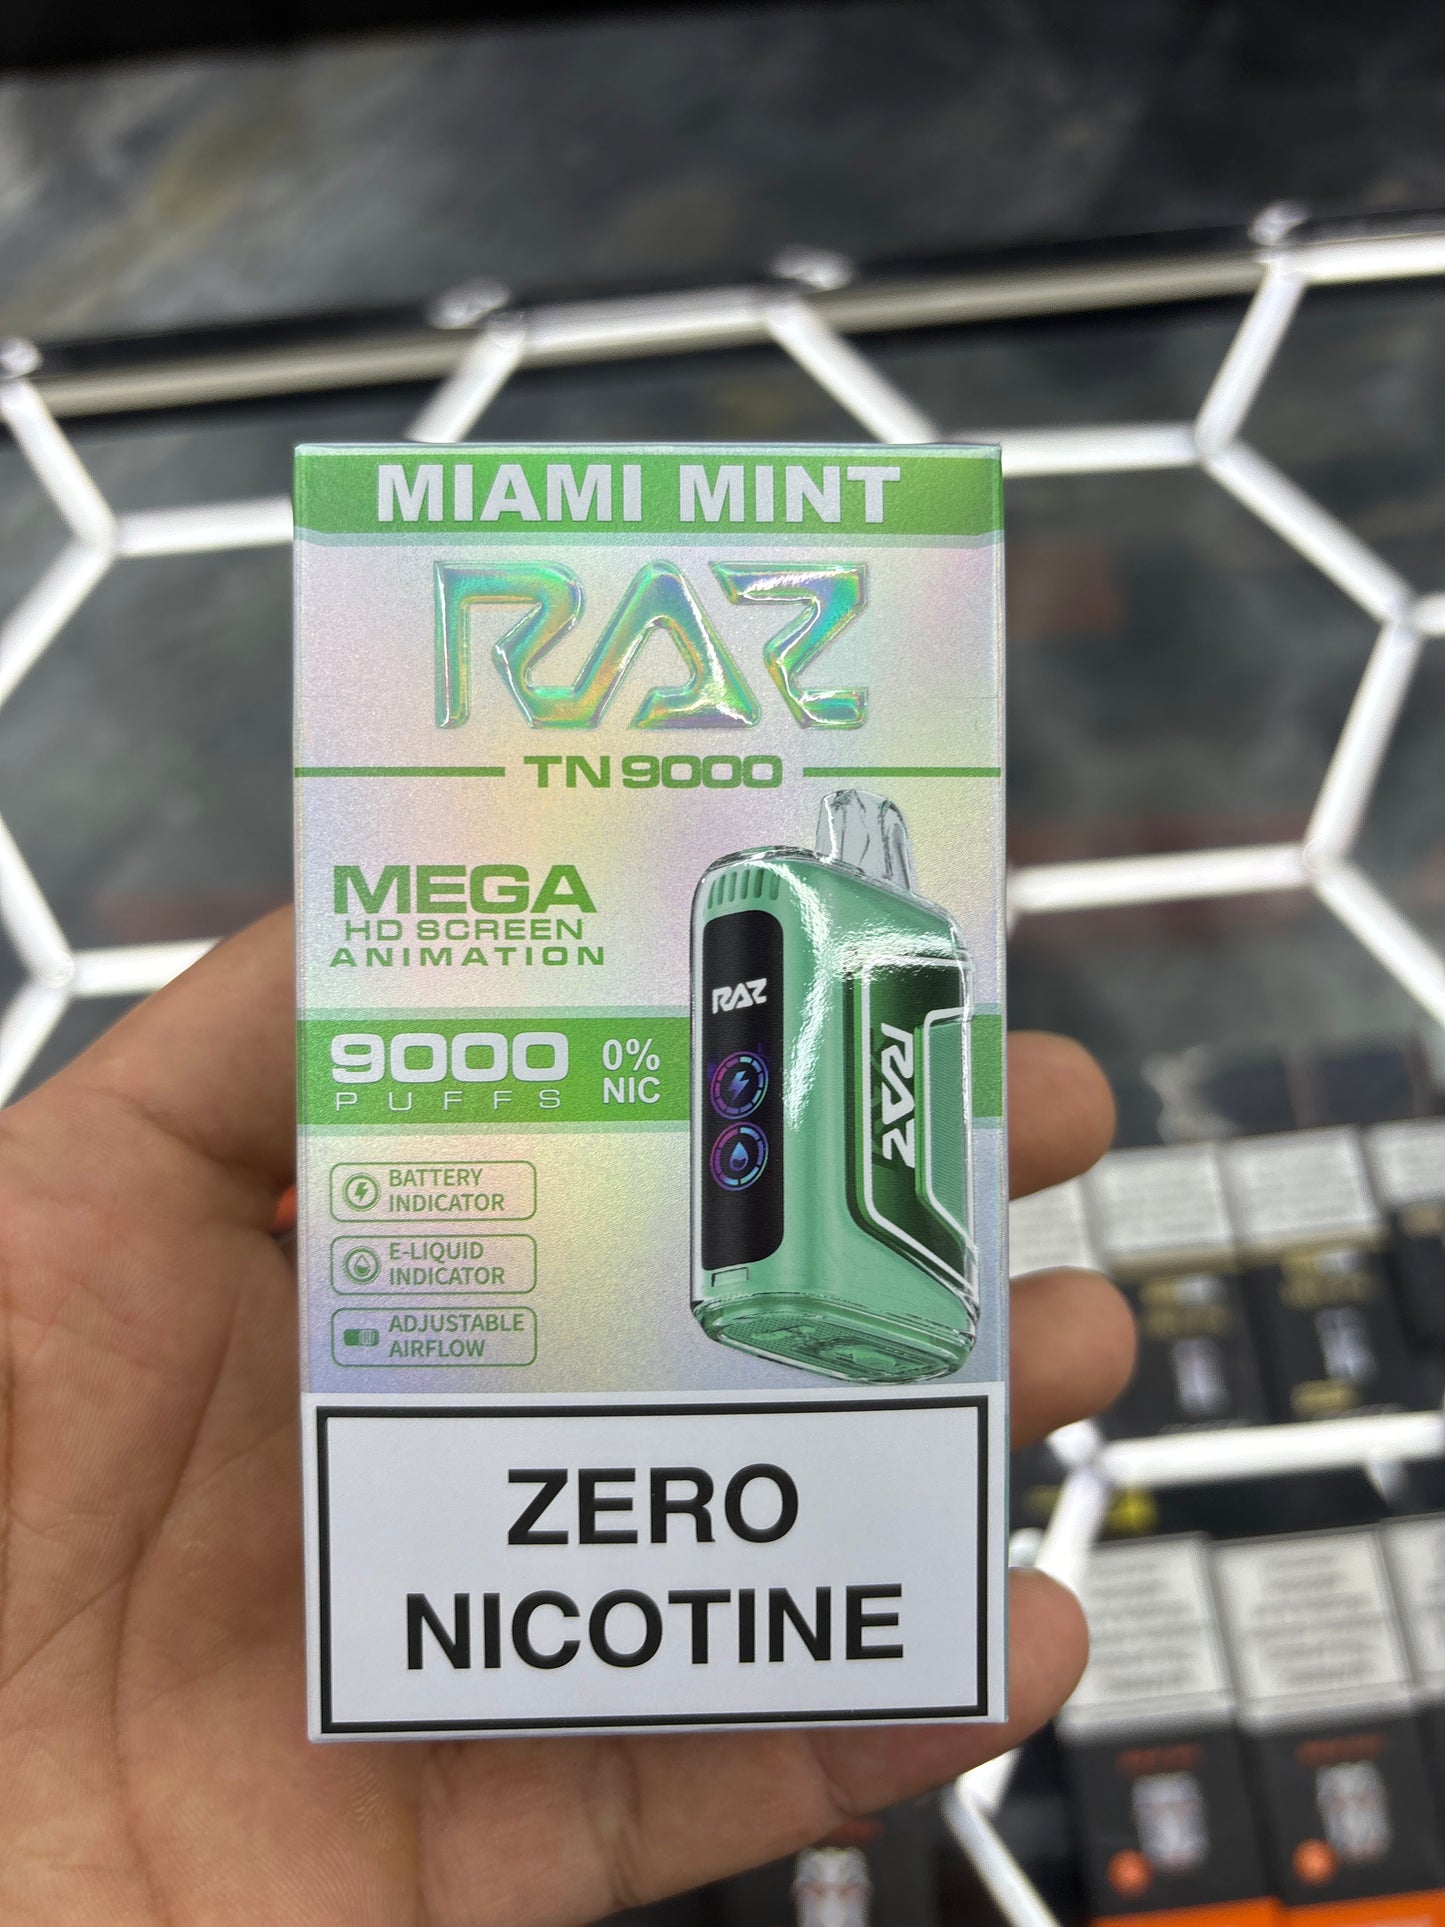 MIAMI MINT
RAZ
TN 9000
MEGA
HD SCREEN
ANIMATION
9000
PUFFS
0%
NIC
RAZ
RAZ
BATTERY
INDICATOR
E-LIQUID
INDICATOR
ADJUSTABLE
AIRFLOW
ZERO
NICOTINE